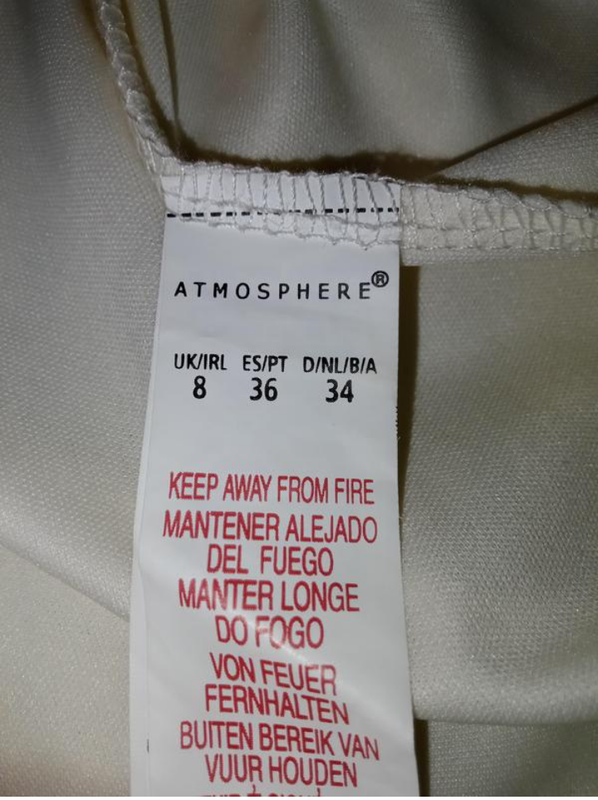 ATMOSPHERE®
UK/IRL ES/PT D/NL/B/A
8 36 34
KEEP AWAY FROM FIRE
MANTENER ALEJADO
DEL FUEGO
MANTER LONGE
DO FOGO
VON FEUER
FERNHALTEN
BUITEN BEREIK VAN
VUUR HOUDEN